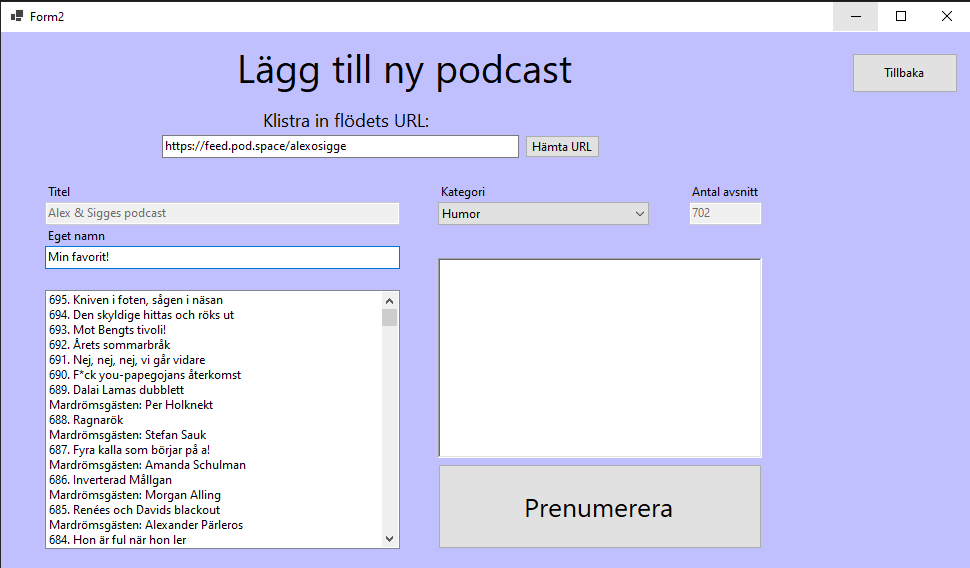 Form2
Lägg till ny podcast
Tillbaka
Klistra in flödets URL:
https://feed.pod.space/alexosigge
Hämta URL
Titel
Kategori
Antal avsnitt
Alex & Sigges podcast
Humor
702
Eget namn
Min favorit!
695. Kniven i foten, sågen i näsan
694. Den skyldige hittas och röks ut
693. Mot Bengts tivoli!
692. Årets sommarbråk
691. Nej, nej, nej, vi går vidare
690. F*ck you-papegojans återkomst
689. Dalai Lamas dubblett
Mardrömsgästen: Per Holknekt
688. Ragnarök
Mardrömsgästen: Stefan Sauk
687. Fyra kalla som börjar på a!
Mardrömsgästen: Amanda Schulman
686. Inverterad Mållgan
Mardrömsgästen: Morgan Alling
685. Renées och Davids blackout
Mardrömsgästen: Alexander Pärleros
684. Hon är ful när hon ler
Prenumerera